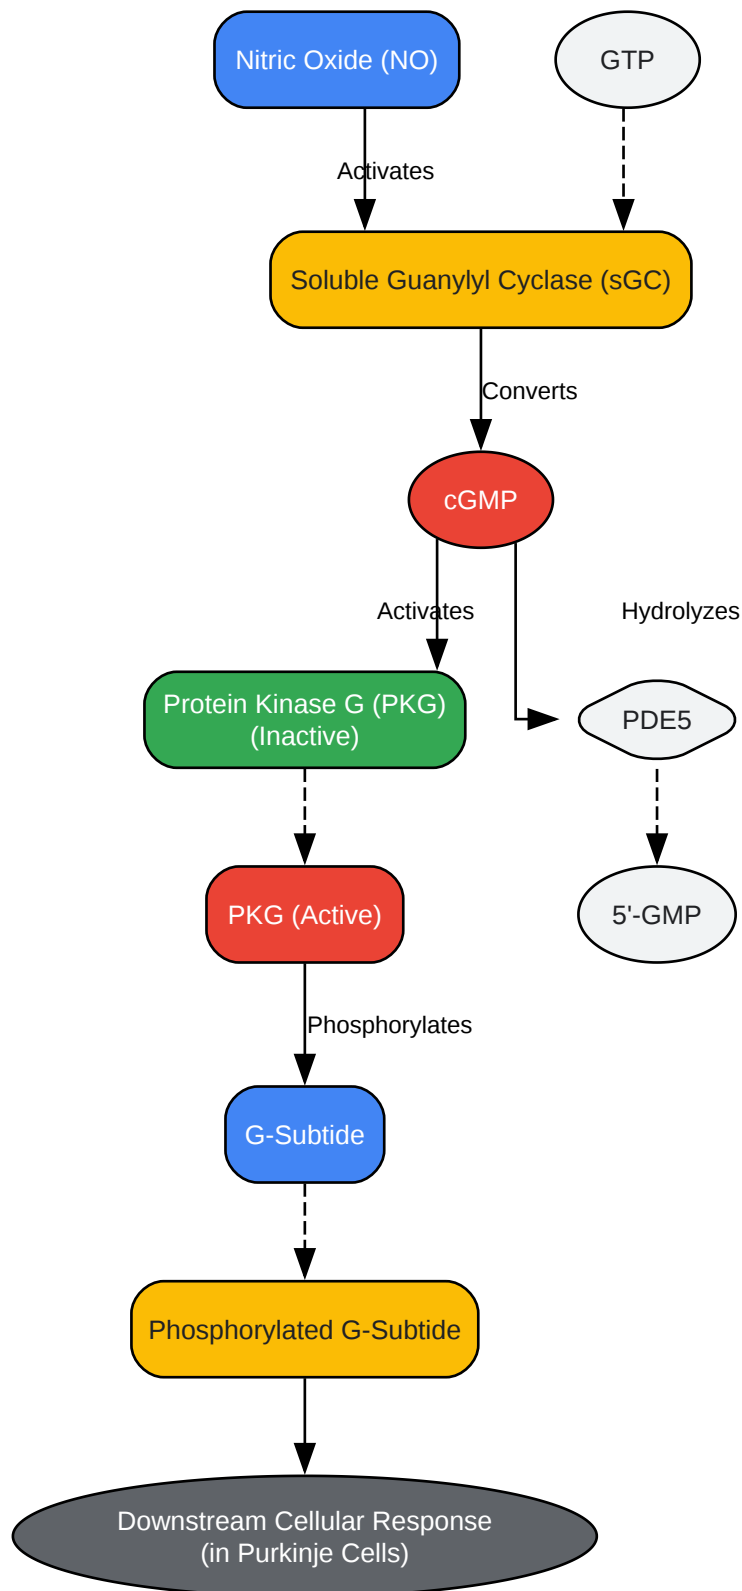 Nitric Oxide (NO)
GTP
Activates
Soluble Guanylyl Cyclase (sGC)
Converts
cGMP
Activates
Hydrolyzes
Protein Kinase G (PKG)
(Inactive)
PDE5
PKG (Active)
5'-GMP
Phosphorylates
G-Subtide
Phosphorylated G-Subtide
Downstream Cellular Response
(in Purkinje Cells)